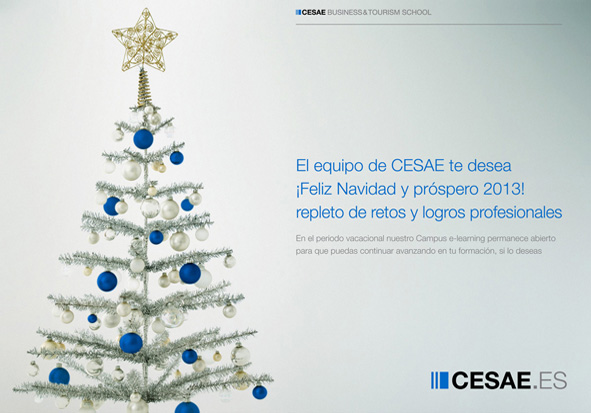 CESAE BUSINESS&TOURISM SCHOOL
El equipo de CESAE te desea
¡Feliz Navidad y próspero 2013!
repleto de retos y logros profesionales
En el periodo vacacional nuestro Campus e-learning permanece abierto
para que puedas continuar avanzando en tu formación, si lo deseas
CESAE.ES